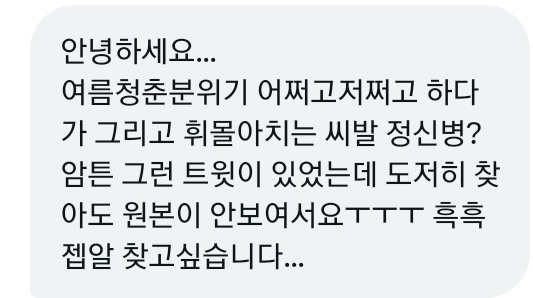 안녕하세요...
여름청춘분위기 어쩌고저쩌고 하다
가 그리고 휘몰아치는 씨발 정신병?
암튼 그런 트윗이 있었는데 도저히 찾
아도 원본이 안보여서요ㅜㅜㅜ 흑흑
젭알 찾고싶습니다...